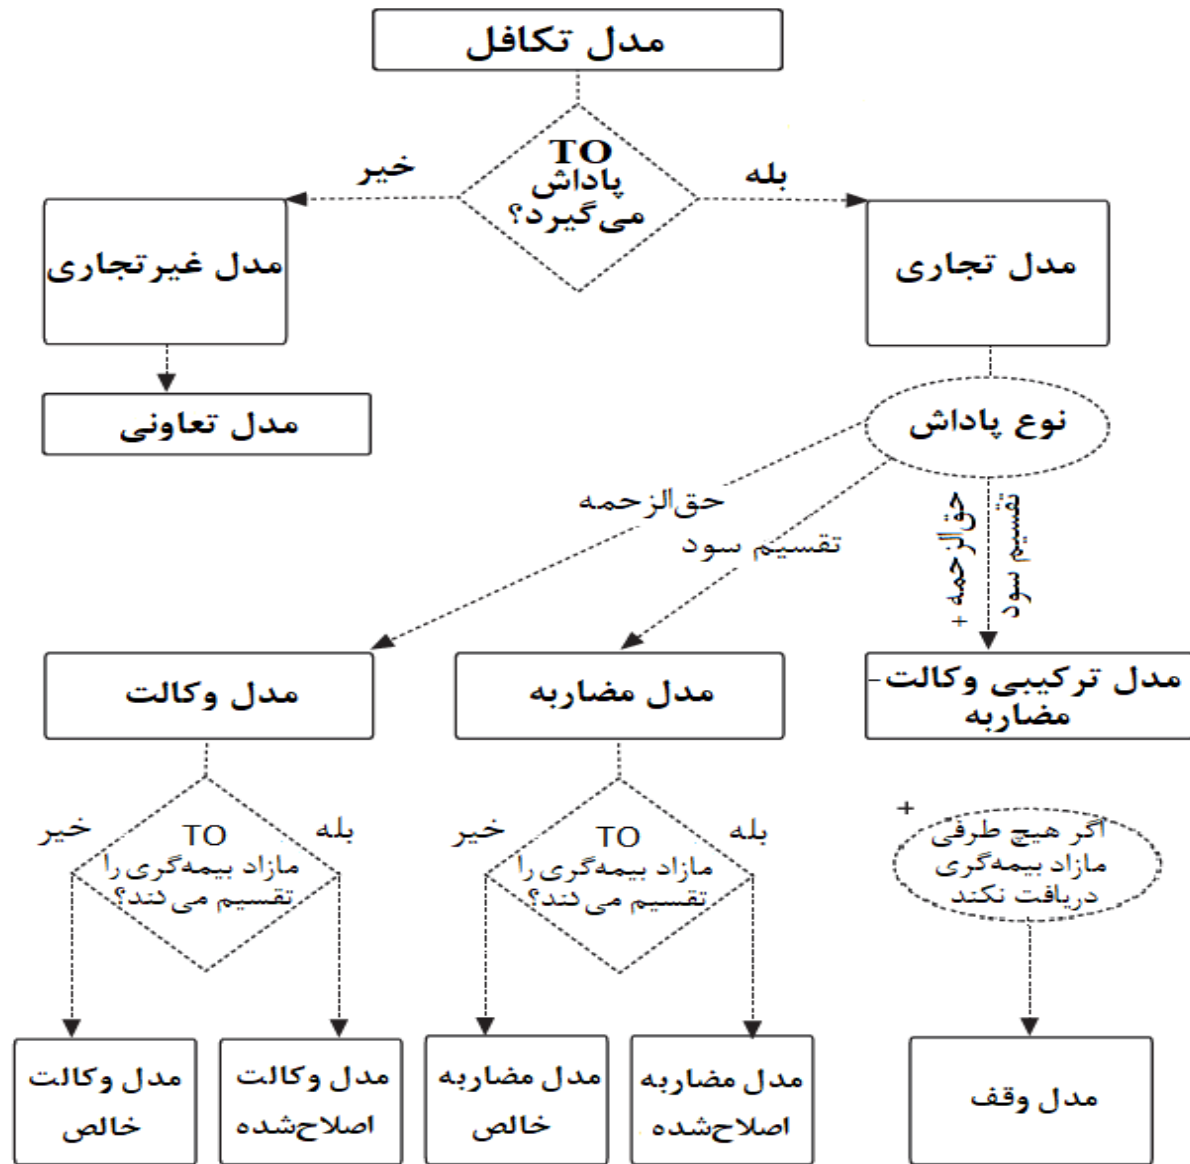 مدل تکافل
TO
پاداش
می‌گیرد؟
بله
خیر
مدل تجاری
مدل غیرتجاری
نوع پاداش
مدل تعاونی
حق‌الزحمه +
تقسیم سود
تقسیم سود
حق‌الزحمه
مدل ترکیبی وکالت-
مضاربه
مدل مضاربه
مدل وکالت
+
اگر هیچ طرفی
مازاد بیمه‌گری
دریافت نکند
بله
TO
مازاد بیمه‌گری را
تقسیم می‌کند؟
خیر
بله
TO
مازاد بیمه‌گری را
تقسیم می‌کند؟
خیر
مدل وقف
مدل مضاربه
اصلاح‌شده
مدل مضاربه
خالص
مدل وکالت
اصلاح‌شده
مدل وکالت
خالص